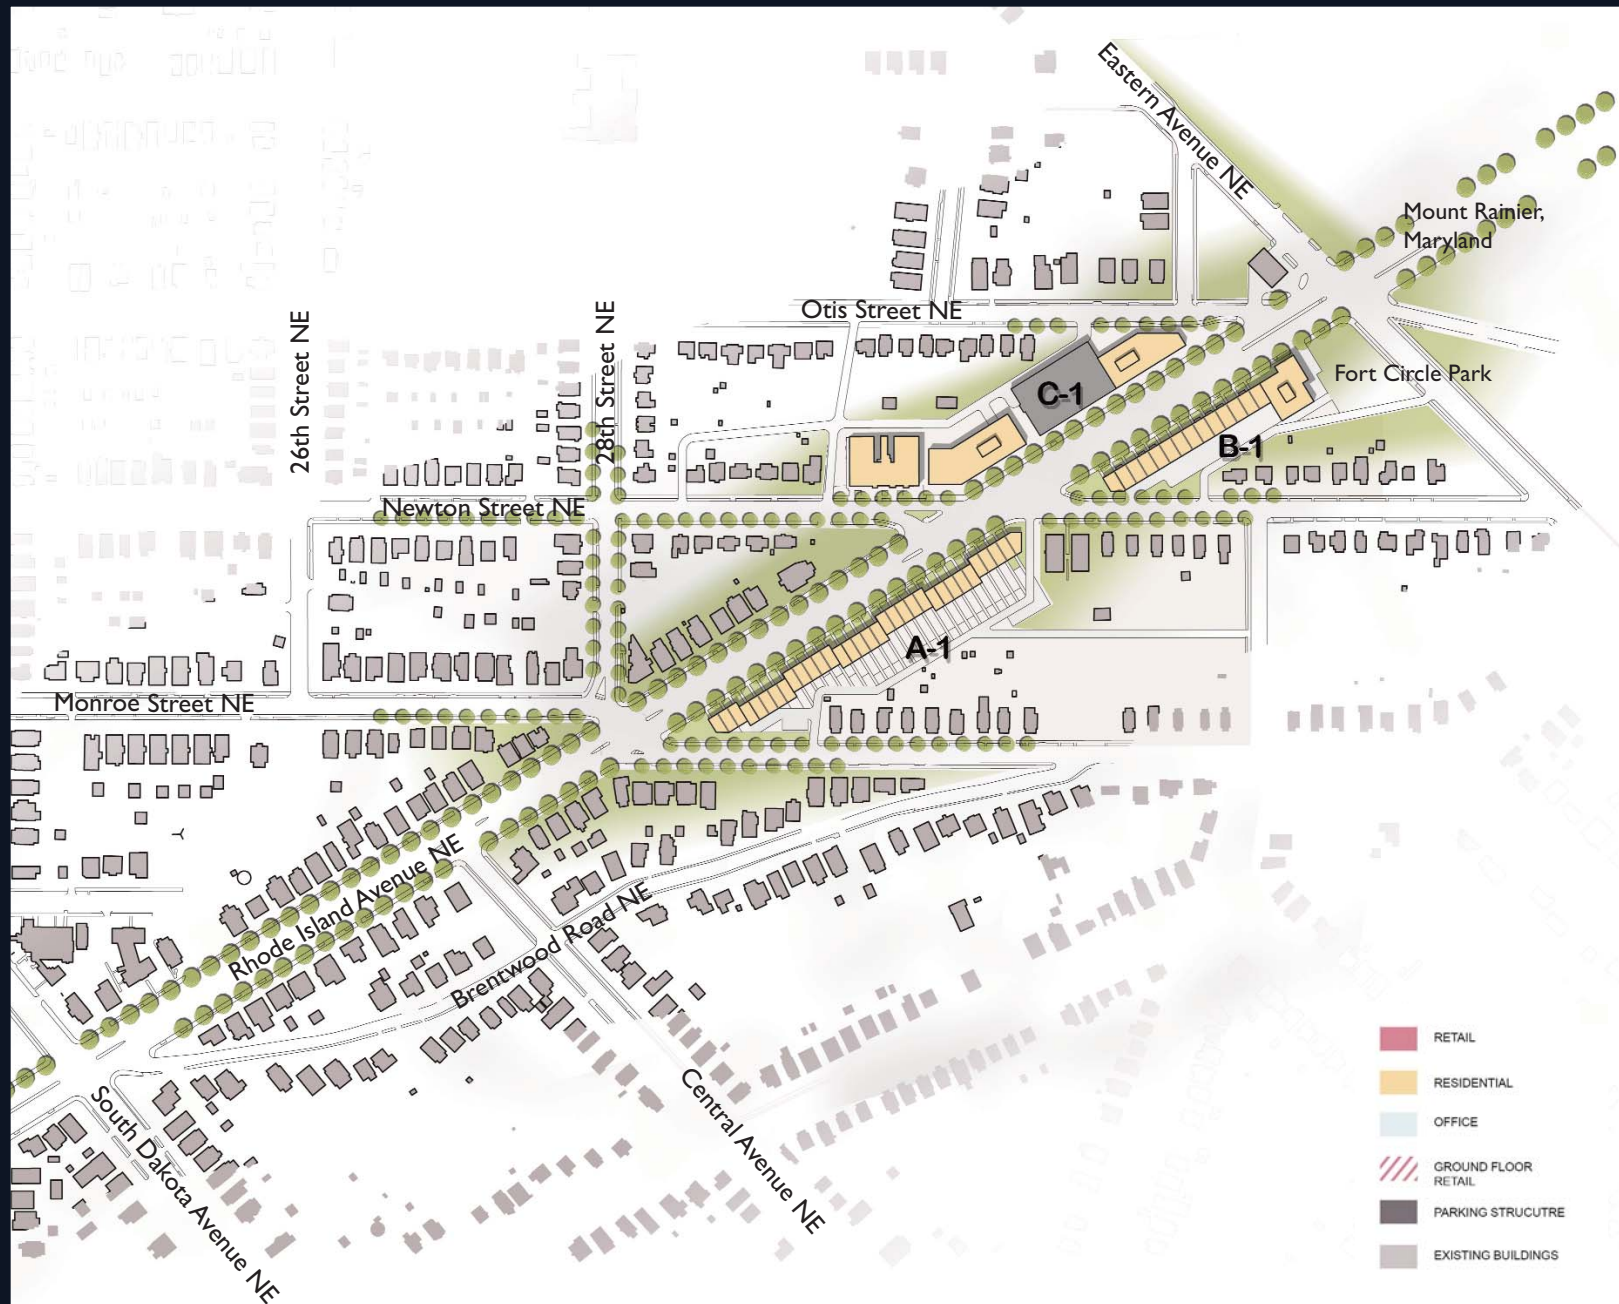 Eastern Avenue NE
Mount Rainier,
Maryland
Otis Street NE
26th Street NE
28th Street NE
Fort Circle Park
C-1
B-1
Newton Street NE
A-1
Monroe Street NE
Rhode Island Avenue NE
Brentwood Road NE
South Dakota Avenue NE
Central Avenue NE
RETAIL
RESIDENTIAL
OFFICE
GROUND FLOOR
RETAIL
PARKING STRUCUTRE
EXISTING BUILDINGS